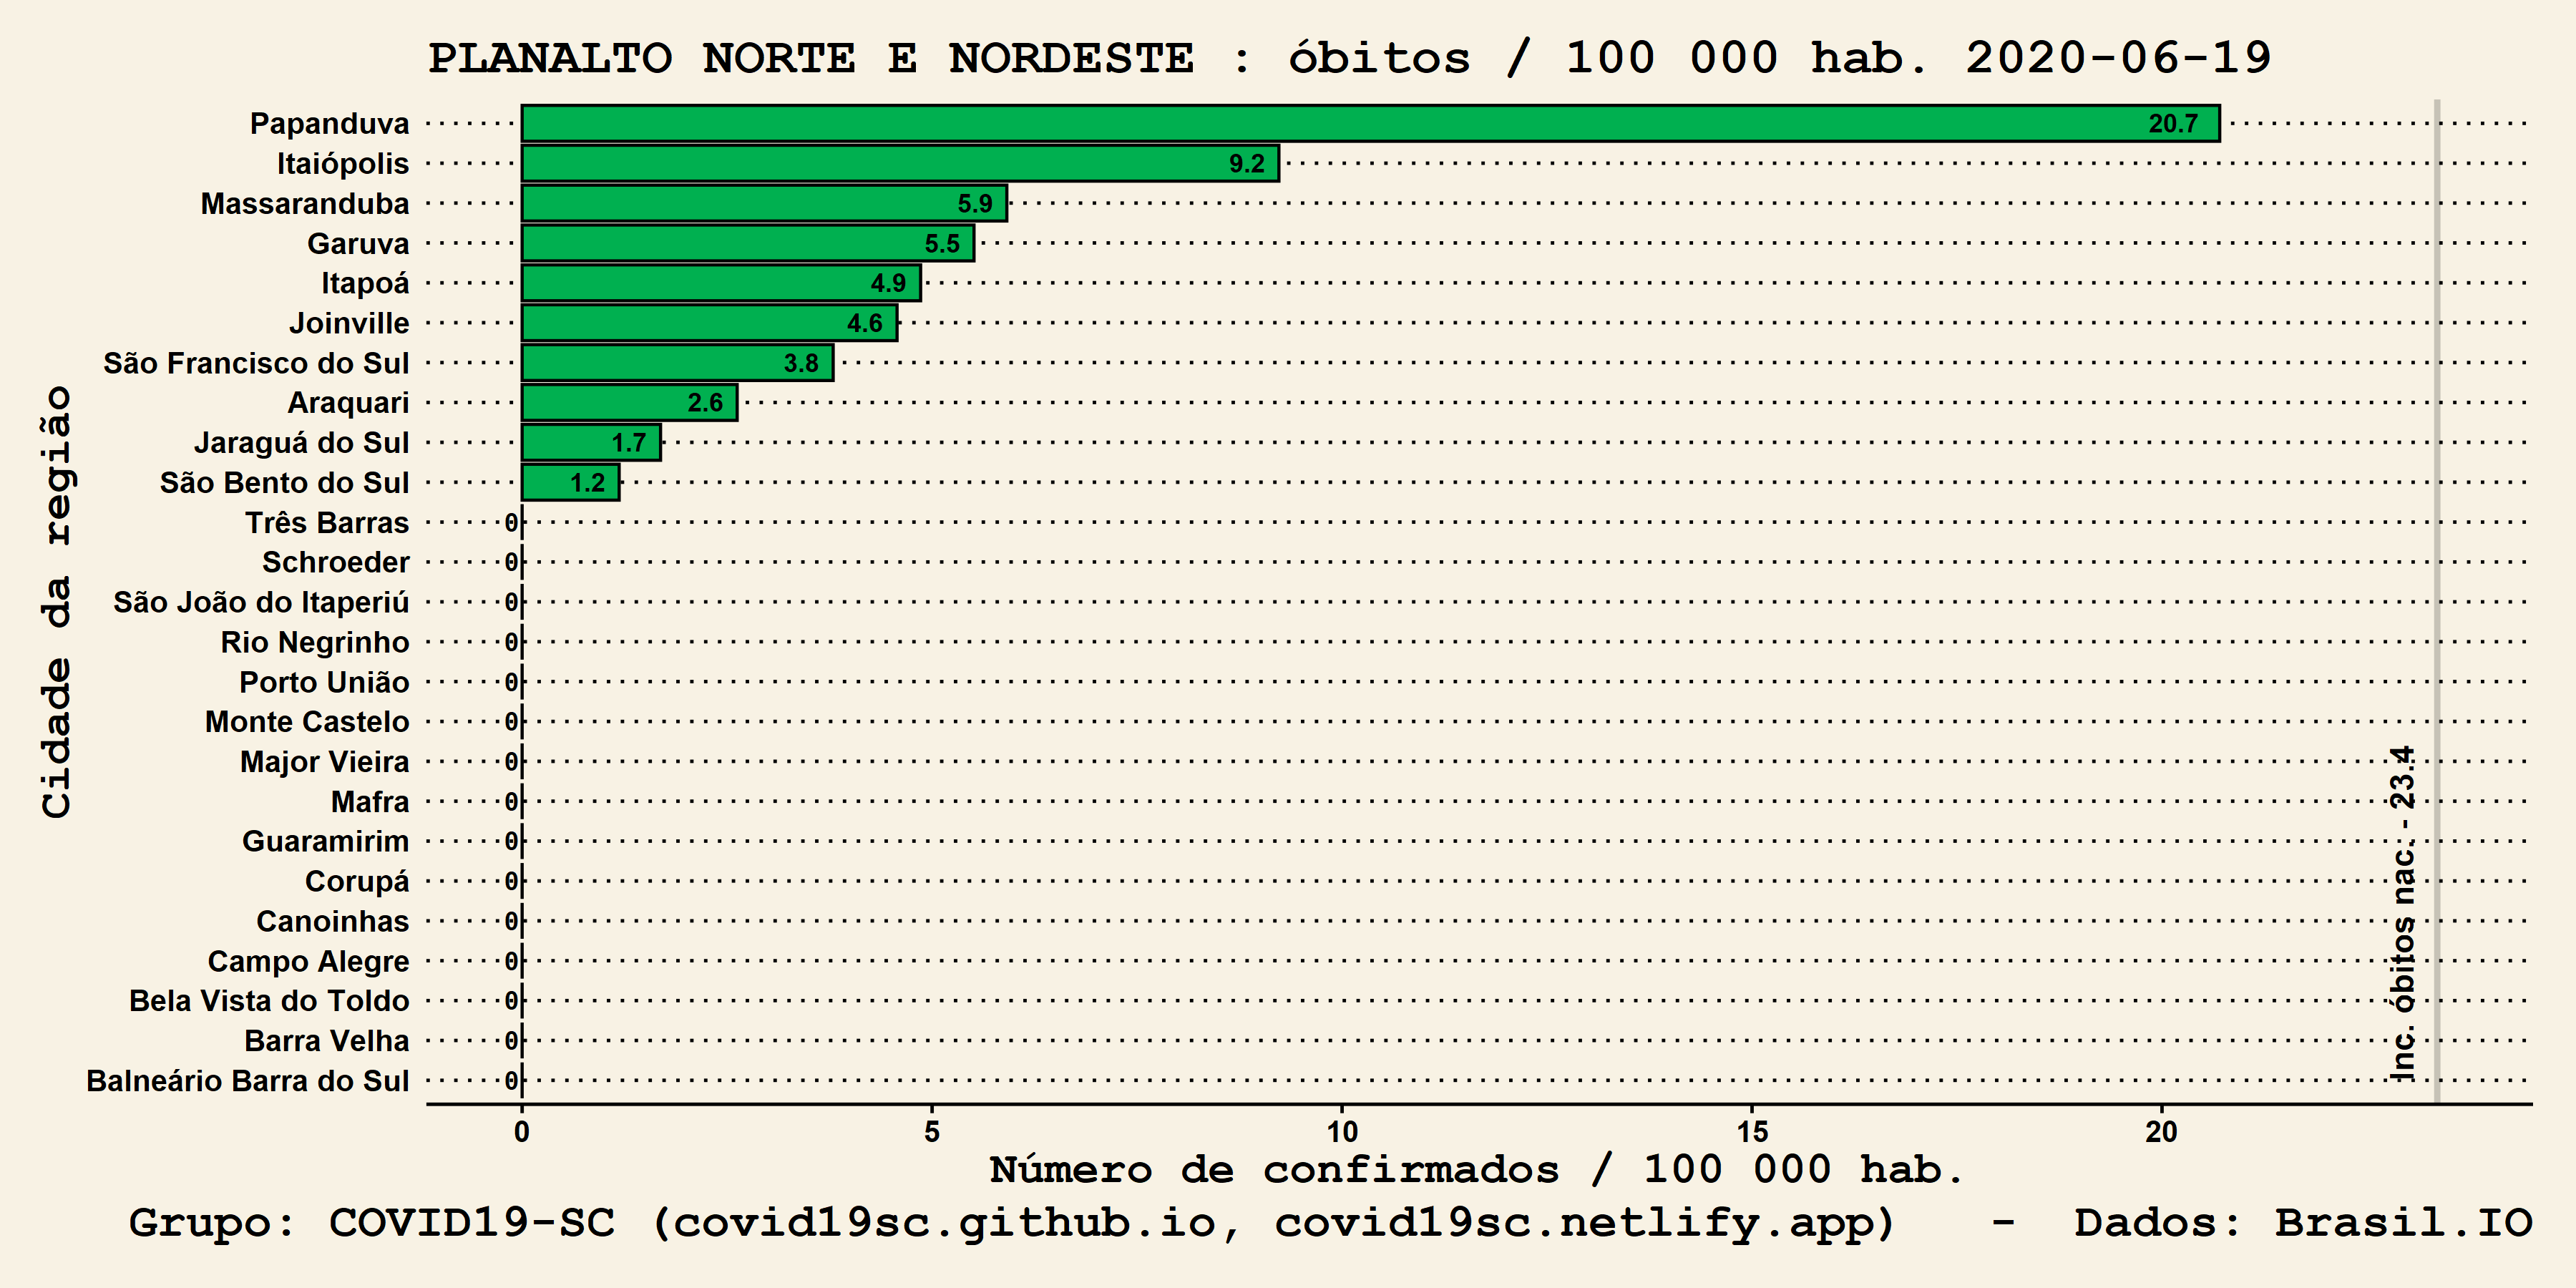 PLANALTO NORTE E NORDESTE : óbitos / 100 000 hab. 2020-06-19
Cidade da região
Papanduva 20.7
Itaiópolis 9.2
Massaranduba 5.9
Garuva 5.5
Itapoá 4.9
Joinville 4.6
São Francisco do Sul 3.8
Araquari 2.6
Jaraguá do Sul 1.7
São Bento do Sul 1.2
Três Barras 0
Schroeder 0
São João do Itaperiú 0
Rio Negrinho 0
Porto União 0
Monte Castelo 0
Major Vieira 0
Mafra 0
Guaramirim 0
Corupá 0
Canoinhas 0
Campo Alegre 0
Bela Vista do Toldo 0
Barra Velha 0
Balneário Barra do Sul 0
Inc. óbitos nac. - 23.4
0 5 10 15 20
Número de confirmados / 100 000 hab.
Grupo: COVID19-SC (covid19sc.github.io, covid19sc.netlify.app) - Dados: Brasil.IO